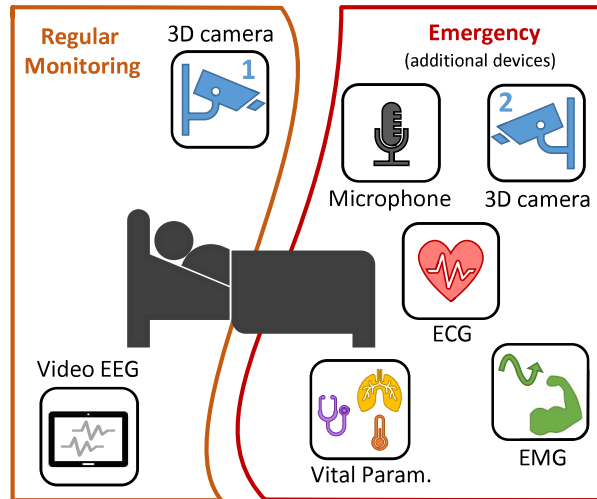 Regular
Monitoring
3D camera
1
Emergency
(additional devices)
2
Microphone
3D camera
ECG
Video EEG
Vital Param.
EMG